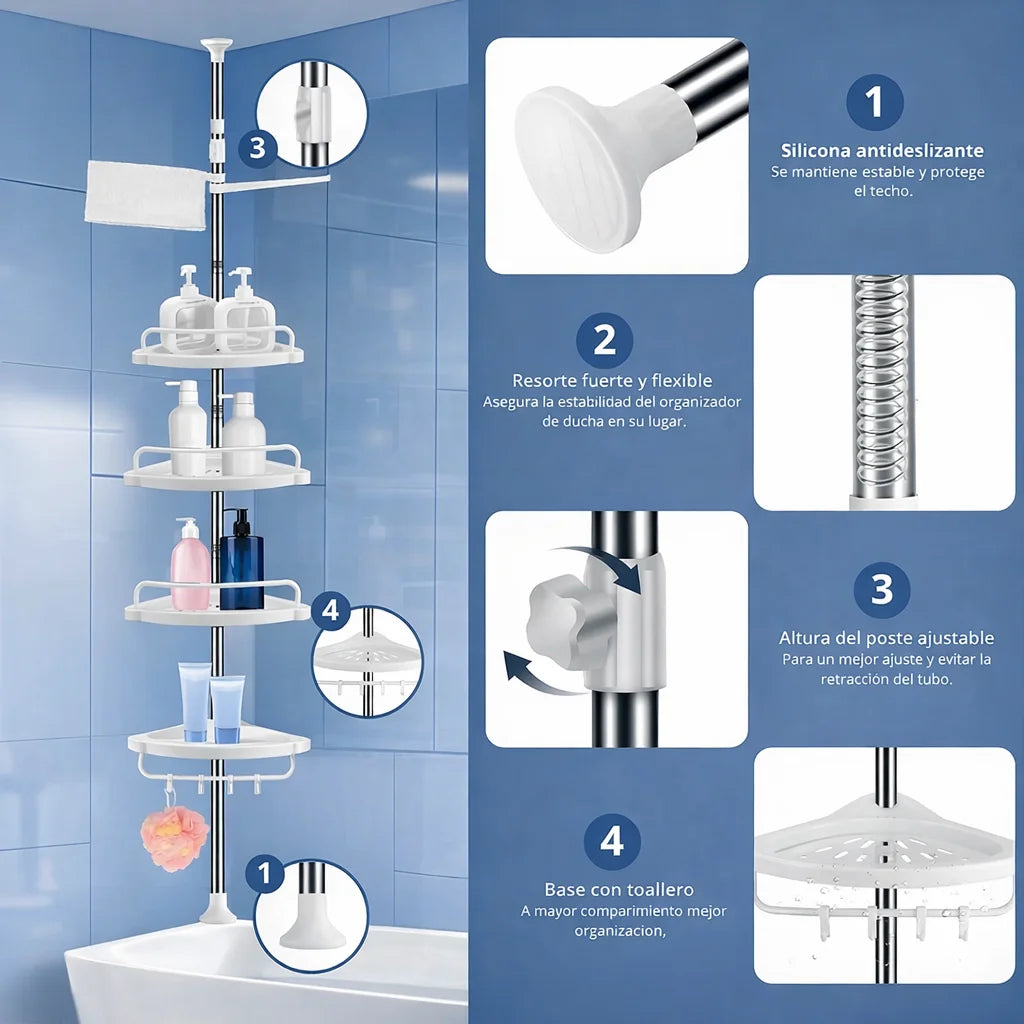 3
4
1
1
Silicona antideslizante
Se mantiene estable y protege
el techo.
2
Resorte fuerte y flexible
Asegura la estabilidad del organizador
de ducha en su lugar.
3
Altura del poste ajustable
Para un mejor ajuste y evitar la
retracción del tubo.
4
Base con toallero
A mayor comparimiento mejor
organizacion,